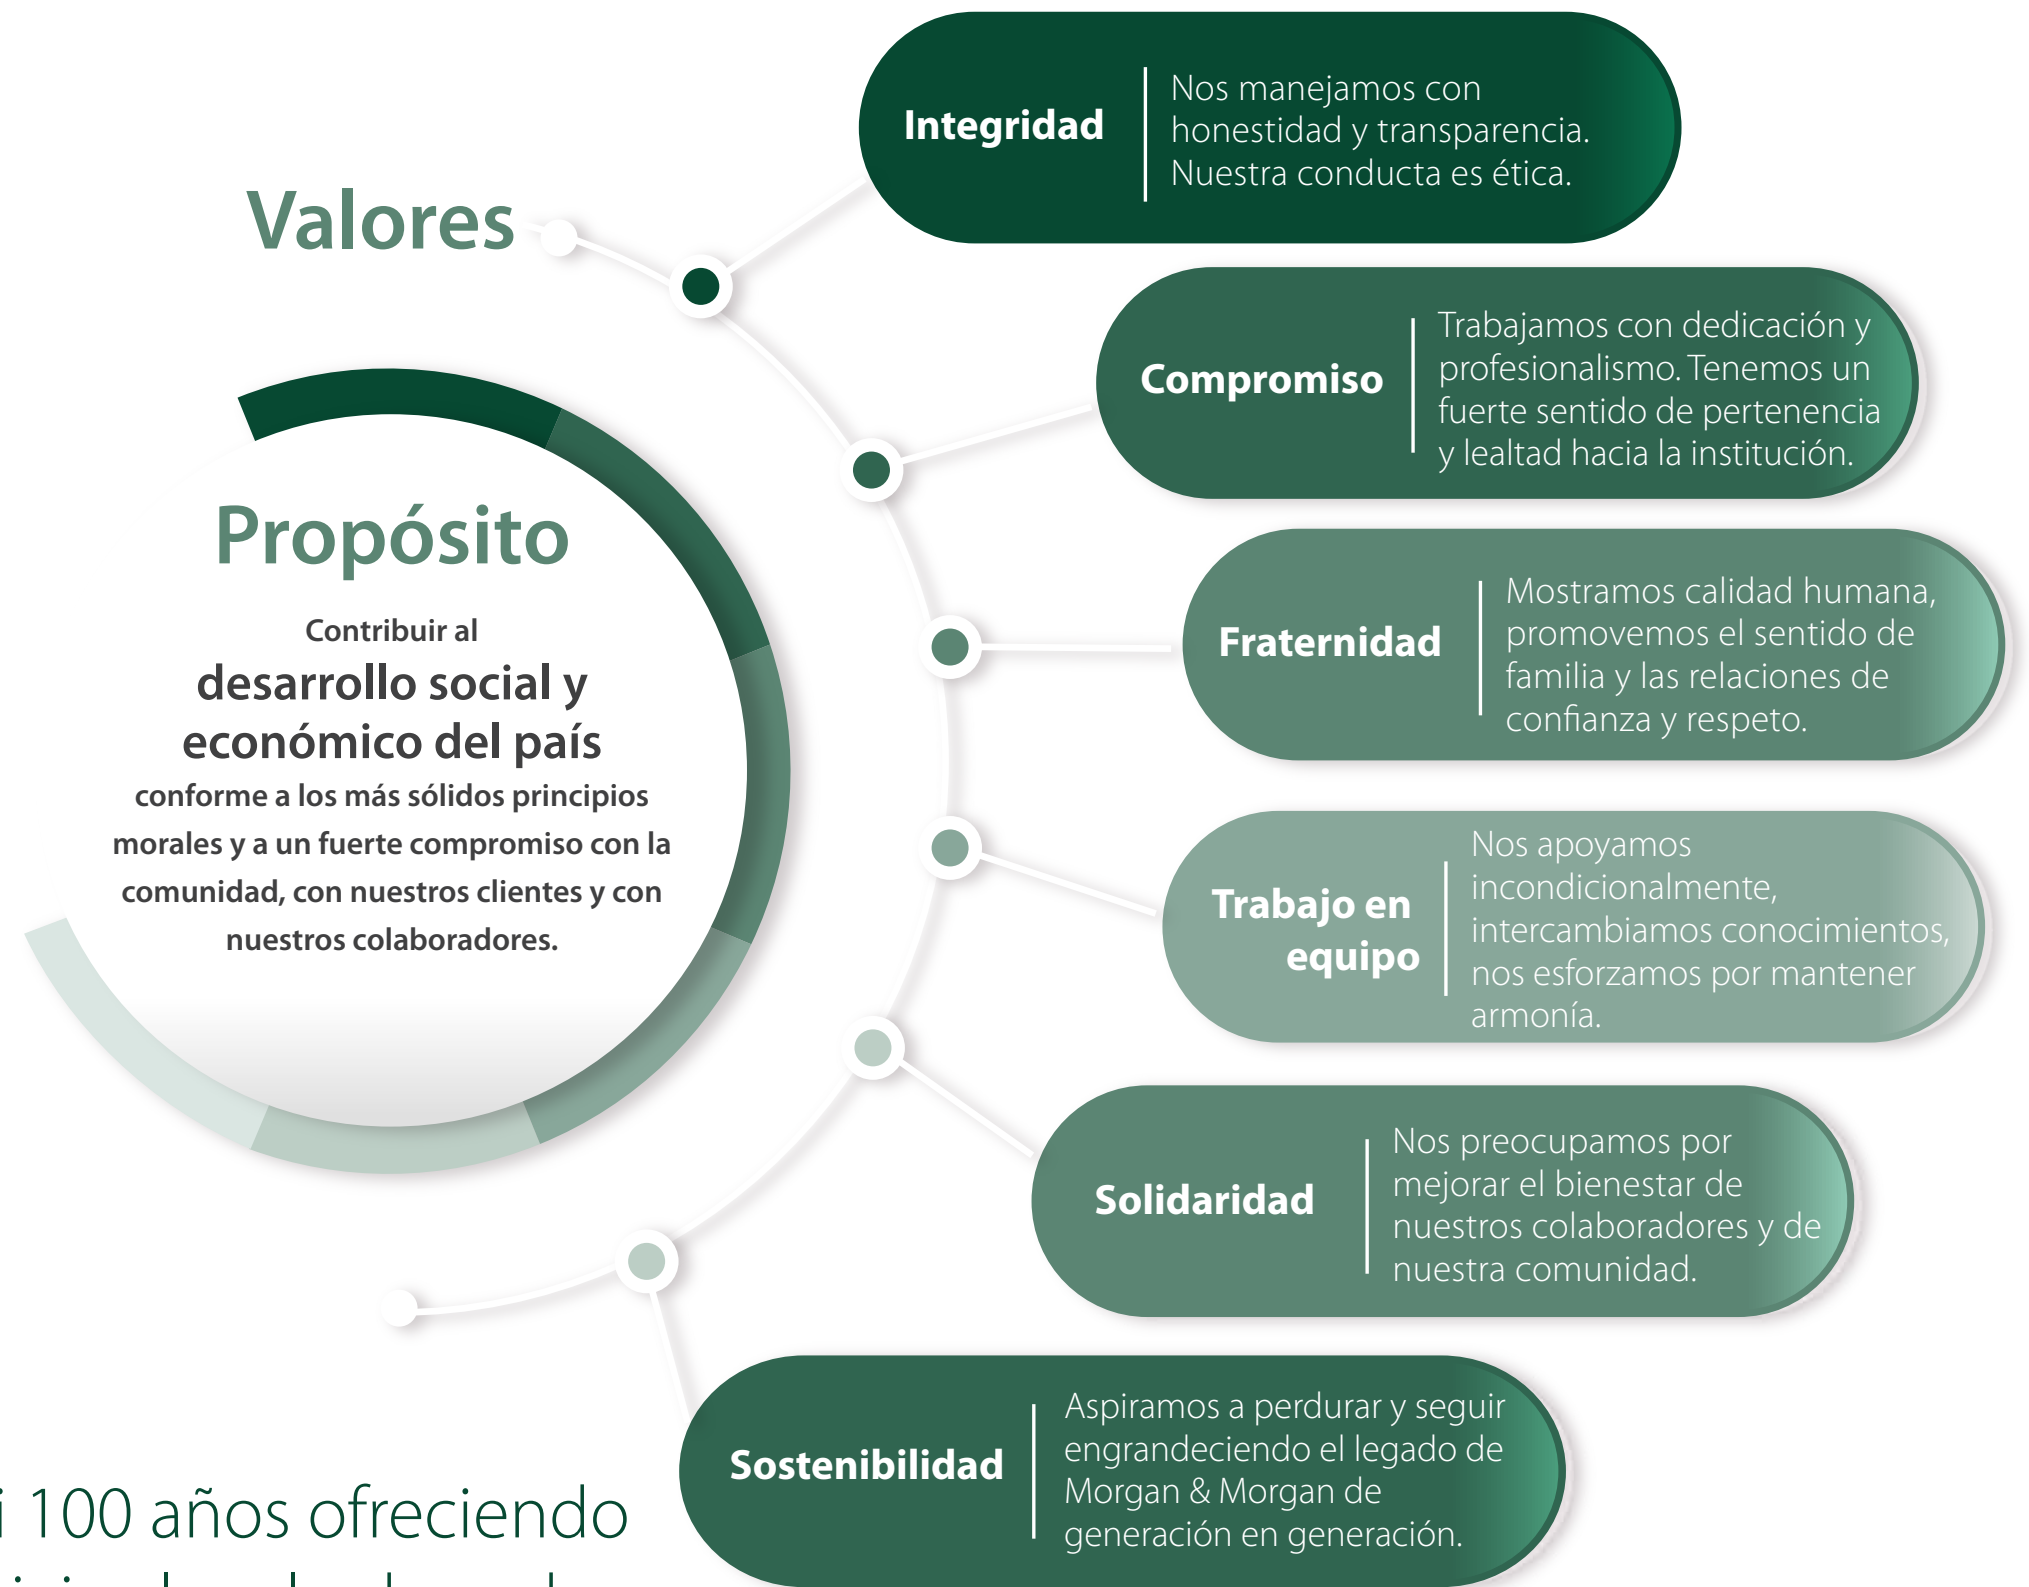 Valores
Integridad
Nos manejamos con
honestidad y transparencia.
Nuestra conducta es ética.
Compromiso
Trabajamos con dedicación y
profesionalismo. Tenemos un
fuerte sentido de pertenencia
y lealtad hacia la institución.
Propósito
Contribuir al
desarrollo social y
económico del país
conforme a los más sólidos principios
morales y a un fuerte compromiso con la
comunidad, con nuestros clientes y con
nuestros colaboradores.
Fraternidad
Mostramos calidad humana,
promovemos el sentido de
familia y las relaciones de
confianza y respeto.
Trabajo en
equipo
Nos apoyamos
incondicionalmente,
intercambiamos conocimientos,
nos esforzamos por mantener
armonía.
Solidaridad
Nos preocupamos por
mejorar el bienestar de
nuestros colaboradores y de
nuestra comunidad.
Sostenibilidad
Aspiramos a perdurar y seguir
engrandeciendo el legado de
Morgan & Morgan de
generación en generación.
i 100 años ofreciendo